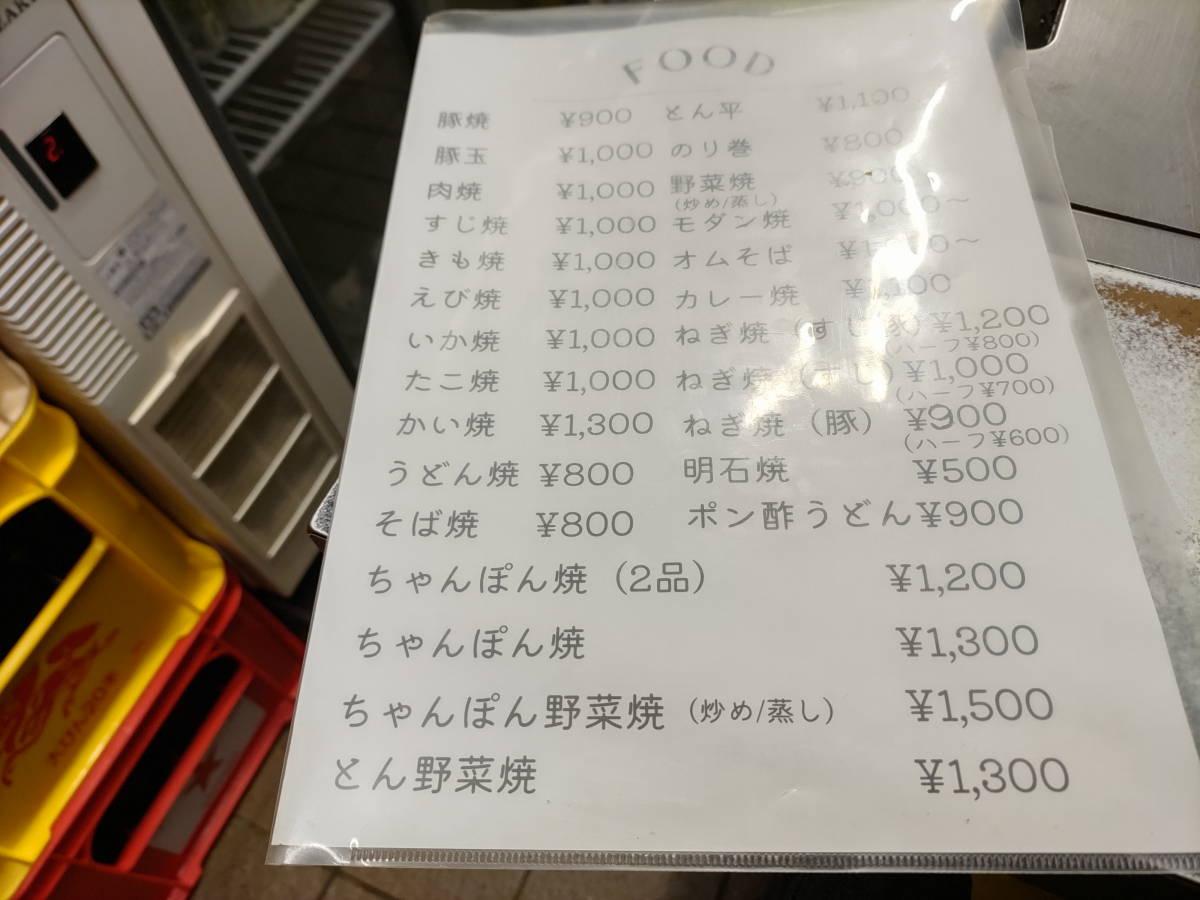 FOOD
豚焼 ¥900 とん平 ¥1,100
豚玉 ¥1,000 のり巻 ¥800
肉焼 ¥1,000 野菜焼 ¥900
(炒め/蒸し)
すじ焼 ¥1,000 モダン焼 ¥1,000〜
きも焼 ¥1,000 オムそば
えび焼 ¥1,000 カレー焼
いか焼 ¥1,000 ねぎ焼(すじ豚)¥1,200
(ハーフ¥800)
たこ焼 ¥1,000 ねぎ焼(すじ)¥1,000
(ハーフ¥700)
かい焼 ¥1,300 ねぎ焼(豚)¥900
(ハーフ¥600)
うどん焼 ¥800 明石焼 ¥500
そば焼 ¥800 ポン酢うどん¥900
ちゃんぽん焼(2品) ¥1,200
ちゃんぽん焼 ¥1,300
ちゃんぽん野菜焼(炒め/蒸し) ¥1,500
とん野菜焼 ¥1,300